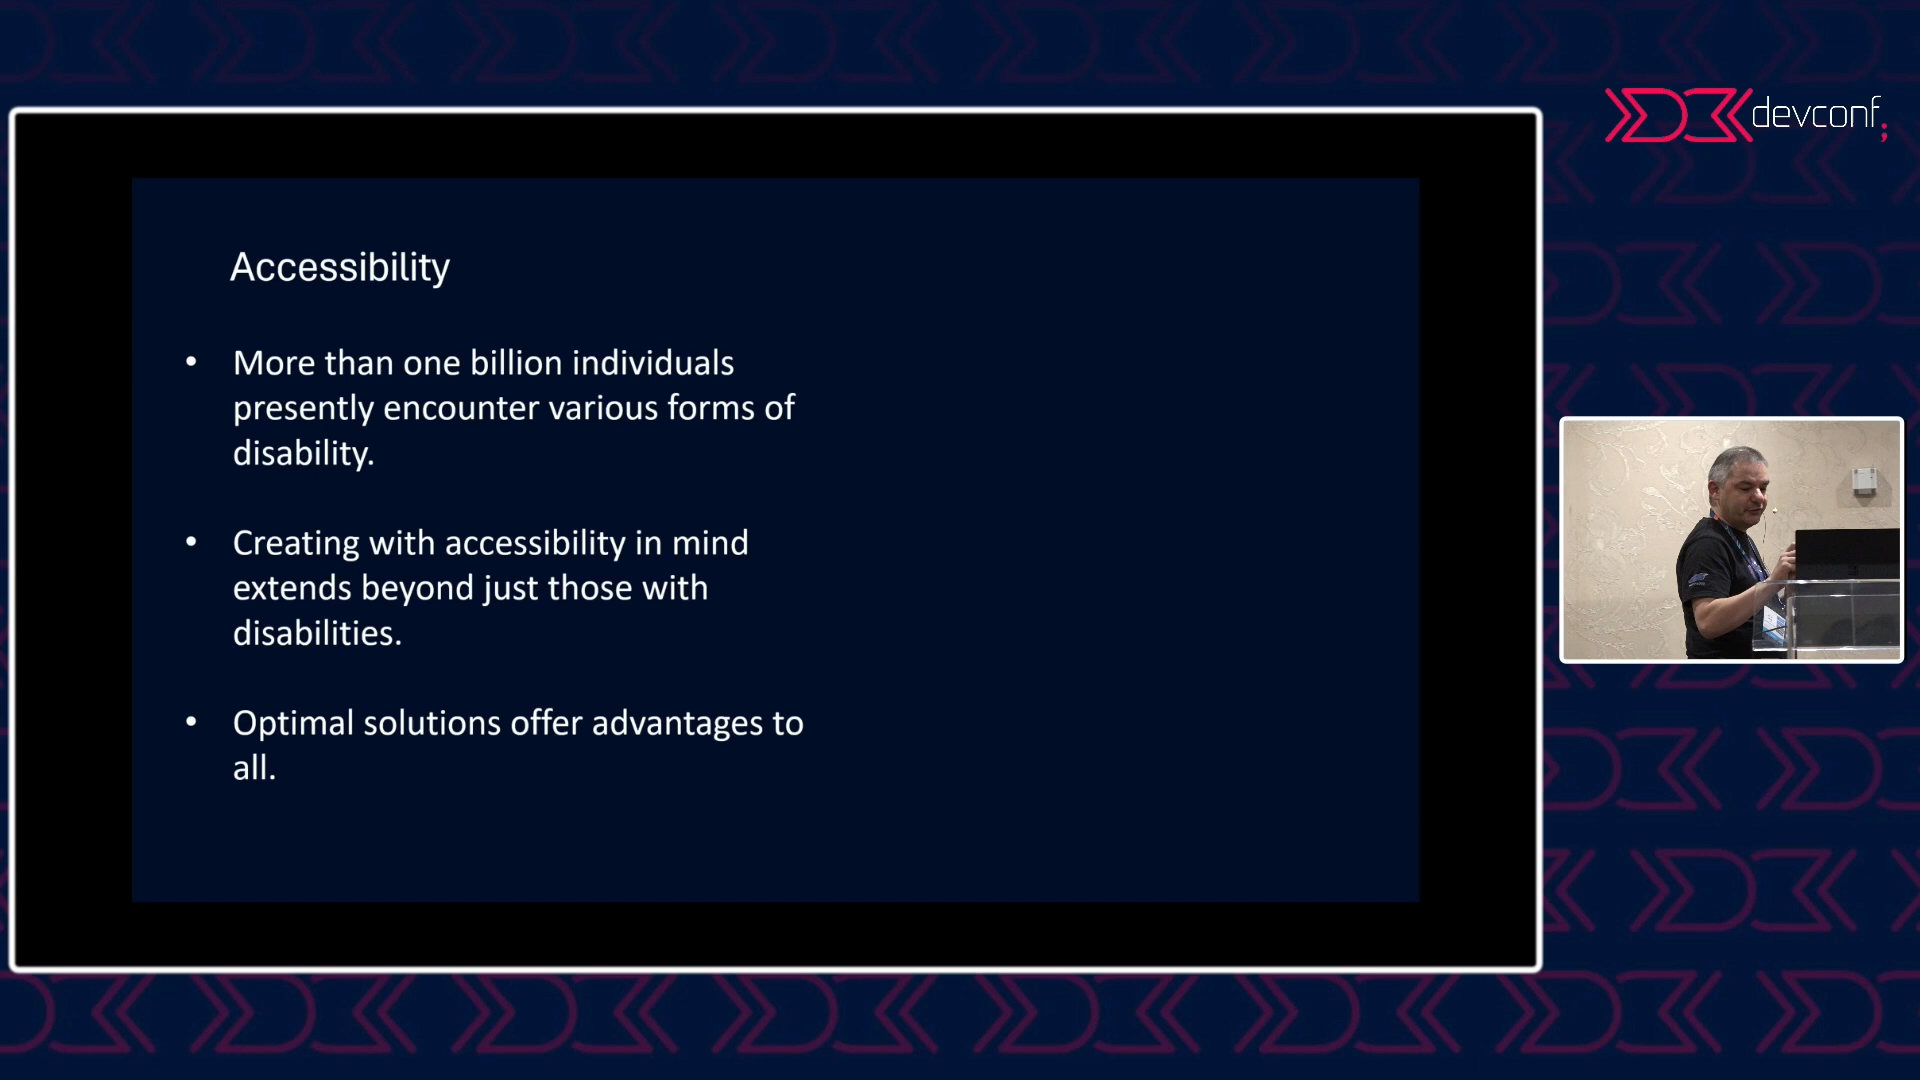 devconf;
Accessibility
• More than one billion individuals
presently encounter various forms of
disability.
• Creating with accessibility in mind
extends beyond just those with
disabilities.
• Optimal solutions offer advantages to
all.